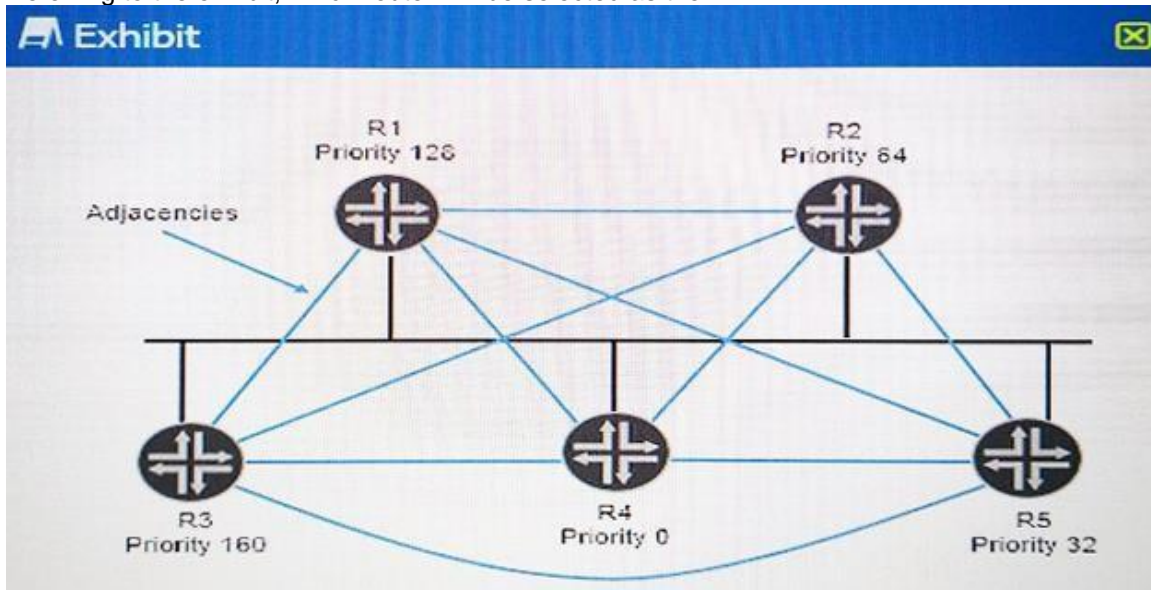 Exhibit
R1
Priority 128
R2
Priority 64
Adjacencies
R3
Priority 160
R4
Priority 0
R5
Priority 32